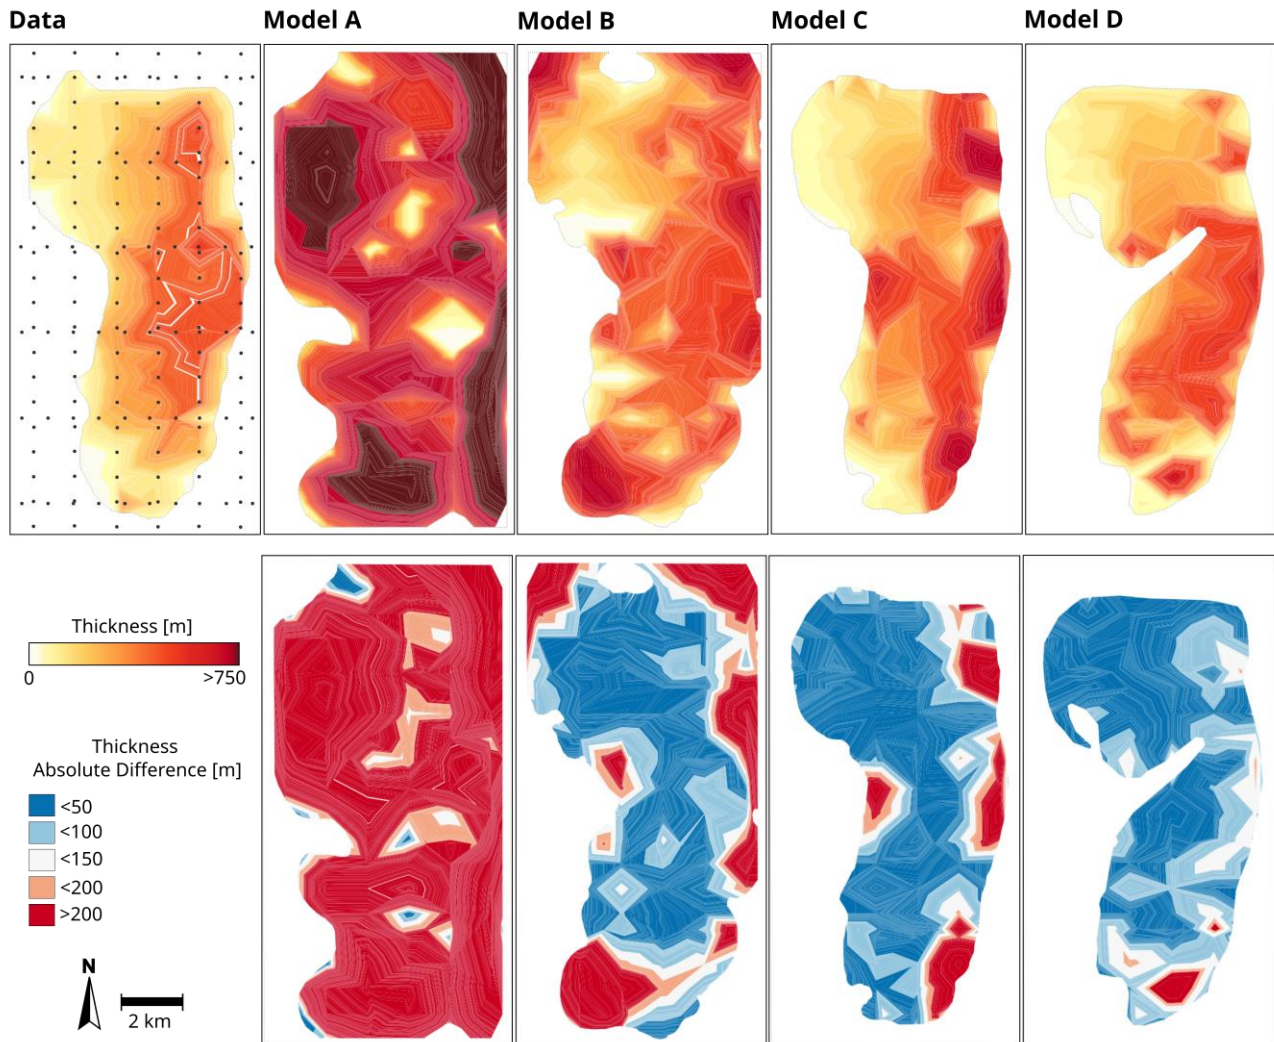 Data
Model A
Model B
Model C
Model D
Thickness [m]
0
>750
Thickness
Absolute Difference [m]
<50
<100
<150
<200
>200
N
2 km